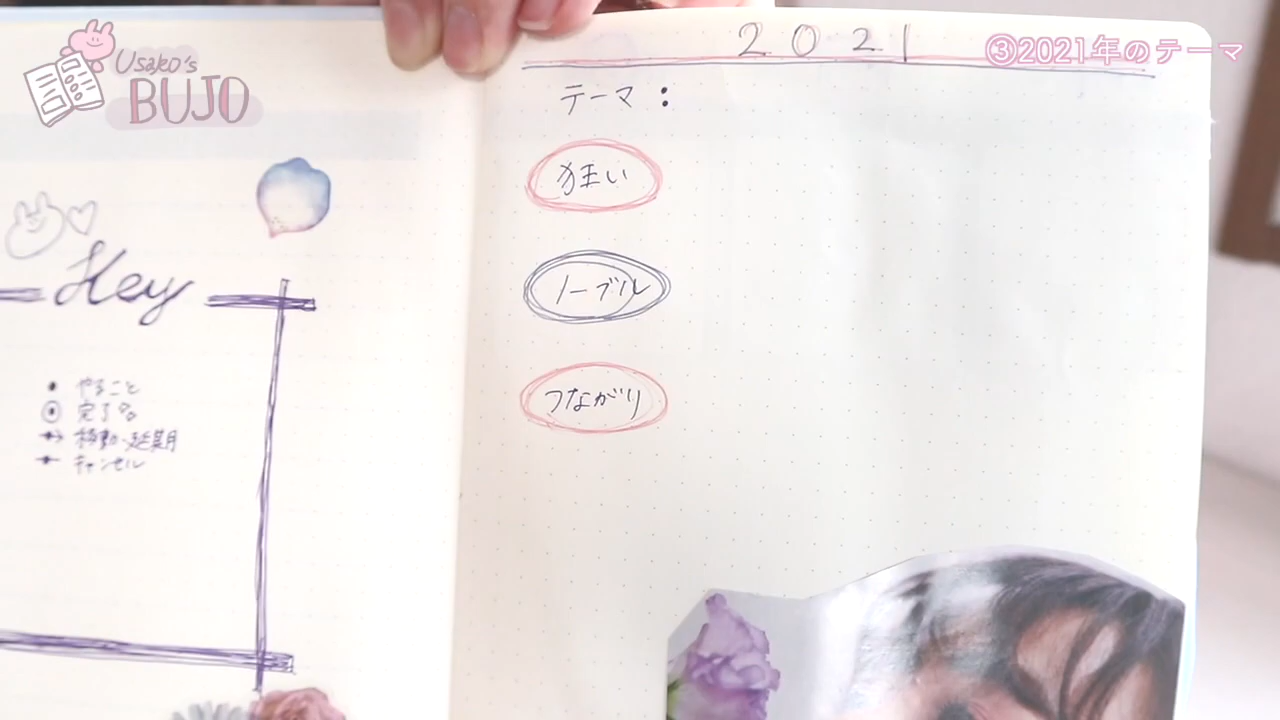 Usako's
BUJO
③2021年のテーマ
Hey
• やること
完了
移動、延期
キャンセル
2021
テーマ：
狂い
ノーブル
つながり